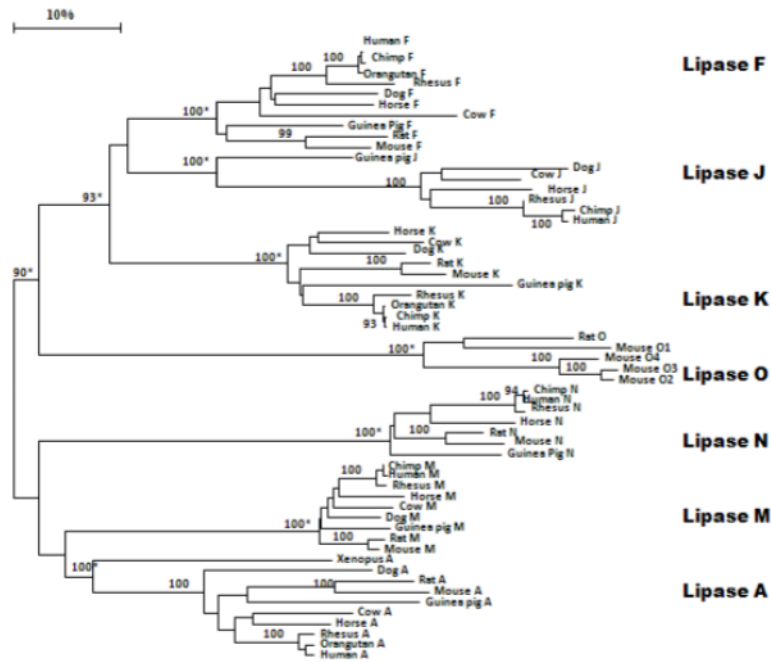 10%
Human F
100
Chimp F
Lipase F
100
Orangutan F
Rhesus F
Dog F
Horse F
100*
Cow F
Guinea Pig F
99
Rat F
Mouse F
Guinea pig J
100*
Dog J
Lipase J
Cow J
100
Horse J
Rhesus J
93*
100
Chimp J
100
Human J
Horse K
Cow K
100*
Dog K
100
Rat K
90*
Mouse K
Guinea pig K
100
Rhesus K
Lipase K
Orangutan K
Chimp K
93
Human K
Rat O
100*
Mouse O1
100
Mouse O4
100
Mouse O3
Lipase O
Mouse O2
94
Chimp N
100
Human N
Rhesus N
Horse N
100*
100
Rat N
Lipase N
Mouse N
Guinea Pig N
Chimp M
100
Human M
Rhesus M
Horse M
Cow M
Dog M
Lipase M
100*
Guinea pig M
100
Rat M
Mouse M
Xenopus A
100*
Dog A
100
Rat A
100
Mouse A
Lipase A
Guinea pig A
Cow A
Horse A
100
Rhesus A
Orangutan A
Human A